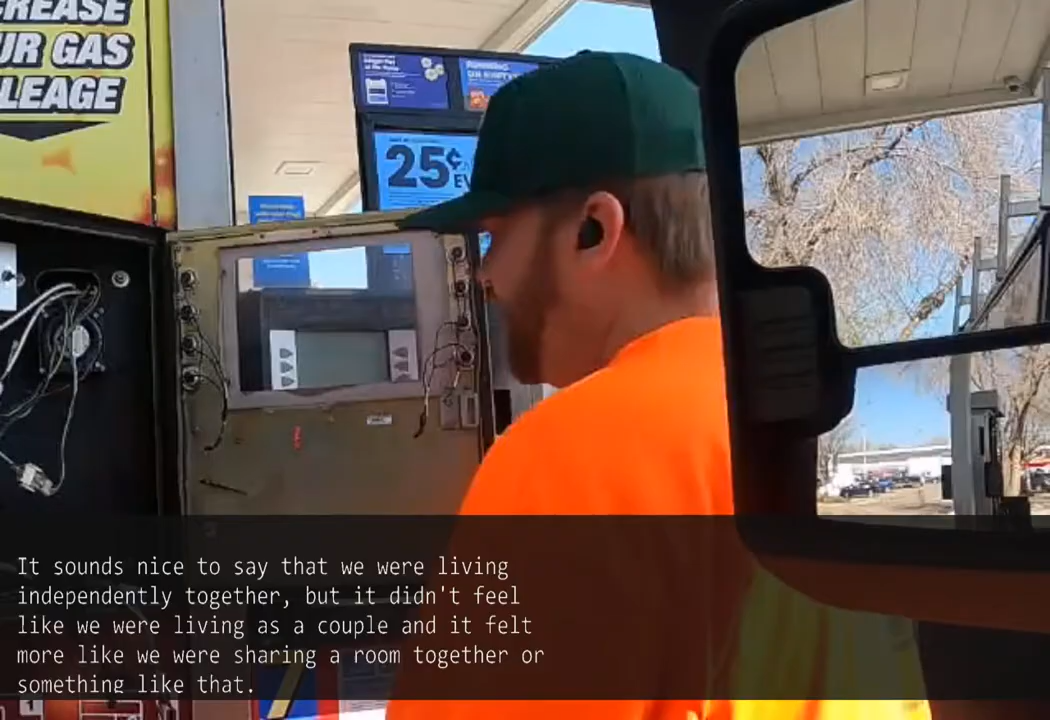 CREASE
UR GAS
LEAGE
25¢
It sounds nice to say that we were living
independently together, but it didn't feel
like we were living as a couple and it felt
more like we were sharing a room together or
something like that.